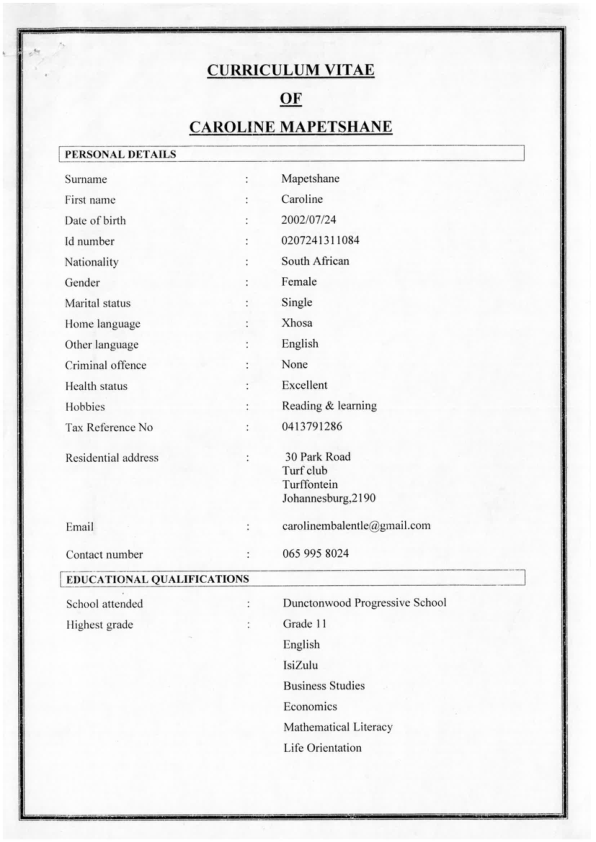 CURRICULUM VITAE
OF
CAROLINE MAPETSHANE
PERSONAL DETAILS
Surname : Mapetshane
First name : Caroline
Date of birth : 2002/07/24
Id number : 0207241311084
Nationality : South African
Gender : Female
Marital status : Single
Home language : Xhosa
Other language : English
Criminal offence : None
Health status : Excellent
Hobbies : Reading & learning
Tax Reference No : 0413791286
Residential address : 30 Park Road
Turf club
Turffontein
Johannesburg,2190
Email : carolinembalentle@gmail.com
Contact number : 065 995 8024
EDUCATIONAL QUALIFICATIONS
School attended : Dunctonwood Progressive School
Highest grade : Grade 11
English
IsiZulu
Business Studies
Economics
Mathematical Literacy
Life Orientation